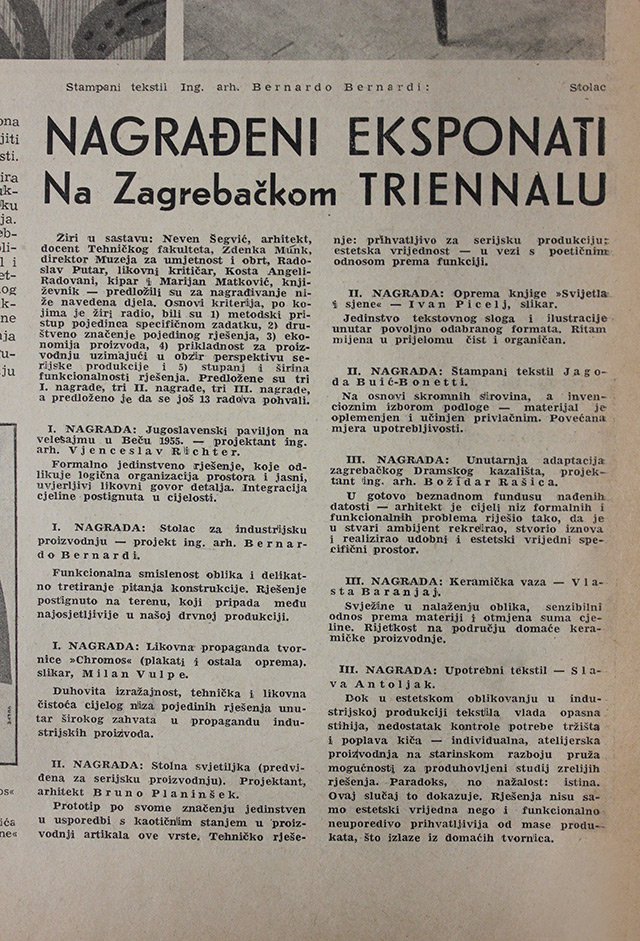 Štampani tekstil Ing. arh. Bernardo Bernardi: Stolac
NAGRAĐENI EKSPONATI
Na Zagrebačkom TRIENNALU
Žiri u sastavu: Neven Šegvić, arhitekt,
docent Tehničkog fakulteta, Zdenka Munk,
direktor Muzeja za umjetnost i obrt, Rado-
slav Putar, likovni kritičar, Kosta Angeli-
Radovani, kipar i Marijan Matković, knji-
ževnik — predložili su za nagrađivanje ni-
že navedena djela. Osnovi kriterija, po ko-
jima je žiri radio, bili su 1) metodski pri-
stup pojedinca specifičnom zadatku, 2) dru-
štveno značenje pojedinog rješenja, 3) eko-
nomija proizvoda, 4) prikladnost za proiz-
vodnju uzimajući u obzir perspektivu se-
rijske produkcije i 5) stupanj i širina
funkcionalnosti rješenja. Predložene su tri
I. nagrade, tri II. nagrade, tri III. nagrade,
a predloženo je da se još 13 radova pohvali.
I. NAGRADA: Jugoslavenski paviljon na
velesajmu u Beču 1955. — projektant ing.
arh. Vjenceslav Richter.
Formalno jedinstveno rješenje, koje od-
likuje logična organizacija prostora i jasni,
uvjerljivi likovni govor detalja. Integracija
cjeline postignuta u cijelosti.
I. NAGRADA: Stolac za industrijsku
proizvodnju — projekt ing. arh. Bernar-
do Bernardi.
Funkcionalna smislenost oblika i delikat-
no tretiranje pitanja konstrukcije. Rješenje
postignuto na terenu, koji pripada među
najosjetljivije u našoj drvnoj produkciji.
I. NAGRADA: Likovna propaganda tvor-
nice »Chromos« (plakati i ostala oprema).
slikar, Milan Vulpe.
Duhovita izražajnost, tehnička i likovna
čistoća cijelog niza pojedinih rješenja unu-
tar širokog zahvata u propagandu indu-
strijskih proizvoda.
II. NAGRADA: Stolna svjetiljka (predvi-
đena za serijsku proizvodnju). Projektant,
arhitekt Bruno Planinšek.
Prototip po svome značenju jedinstven
u usporedbi s kaotičnim stanjem u proiz-
vodnji artikala ove vrste. Tehničko rješe-
nje: prihvatljivo za serijsku produkciju;
estetska vrijednost — u vezi s poetičnim
odnosom prema funkciji.
II. NAGRADA: Oprema knjige »Svijetla
i sjene« — Ivan Picelj, slikar.
Jedinstvo tekstovnog sloga i ilustracije
unutar povoljno odabranog formata. Ritam
mijena u prijelomu čist i organičan.
II. NAGRADA: Štampani tekstil Jago-
da Buić-Bonetti.
Na osnovi skromnih sirovina, a inven-
cioznim izborom podloge — materijal je
oplemenjen i učinjen privlačnim. Povećana
mjera upotrebljivosti.
III. NAGRADA: Unutarnja adaptacija
zagrebačkog Dramskog kazališta, projek-
tant ing. arh. Božidar Rašica.
U gotovo beznadnom fundusu nađenih
datosti — arhitekt je cijeli niz formalnih i
funkcionalnih problema riješio tako, da je
u stvari ambijent rekreirao, stvorio iznova
i realizirao udobni i estetski vrijedni spe-
cifični prostor.
III. NAGRADA: Keramička vaza — Vla-
sta Baranjaj.
Svježine u nalaženju oblika, senzibilni
odnos prema materiji i otmjena suma cje-
line. Rijetkost na području domaće kera-
mičke proizvodnje.
III. NAGRADA: Upotrebni tekstil — Sla-
va Antoljak.
Dok u estetskom oblikovanju u indu-
strijskoj produkciji tekstila vlada opasna
stihija, nedostatak kontrole potrebe tržišta
i poplava kiča — individualna, atelijerska
proizvodnja na starinskom razboju pruža
mogućnosti za produhovljeni studij zrelijih
rješenja. Paradoks, no nažalost: istina.
Ovaj slučaj to dokazuje. Rješenja nisu sa-
mo estetski vrijedna nego i funkcionalno
neuporedivo prihvatljivija od mase produ-
kata, što izlaze iz domaćih tvornica.